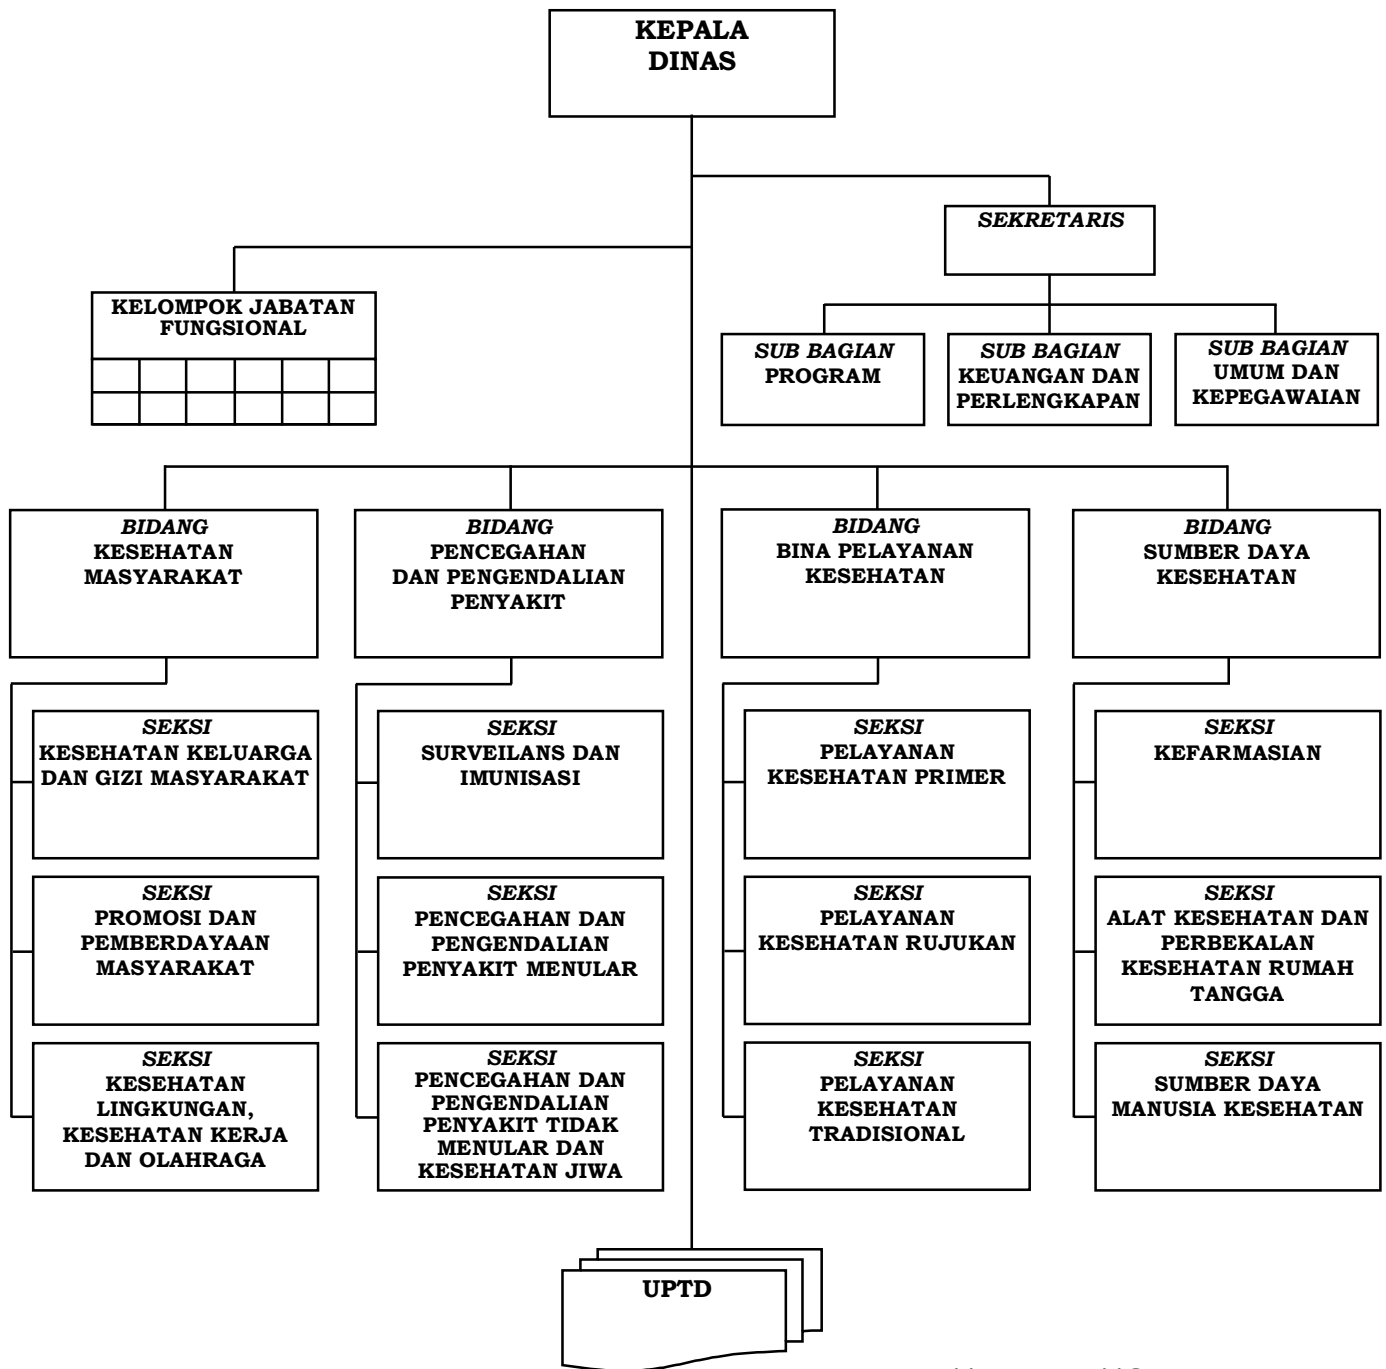 KEPALA
DINAS
SEKRETARIS
KELOMPOK JABATAN
FUNGSIONAL
SUB BAGIAN
PROGRAM
SUB BAGIAN
KEUANGAN DAN
PERLENGKAPAN
SUB BAGIAN
UMUM DAN
KEPEGAWAIAN
BIDANG
KESEHATAN
MASYARAKAT
BIDANG
PENCEGAHAN
DAN PENGENDALIAN
PENYAKIT
BIDANG
BINA PELAYANAN
KESEHATAN
BIDANG
SUMBER DAYA
KESEHATAN
SEKSI
KESEHATAN KELUARGA
DAN GIZI MASYARAKAT
SEKSI
SURVEILANS DAN
IMUNISASI
SEKSI
PELAYANAN
KESEHATAN PRIMER
SEKSI
KEFARMASIAN
SEKSI
PROMOSI DAN
PEMBERDAYAAN
MASYARAKAT
SEKSI
PENCEGAHAN DAN
PENGENDALIAN
PENYAKIT MENULAR
SEKSI
PELAYANAN
KESEHATAN RUJUKAN
SEKSI
ALAT KESEHATAN DAN
PERBEKALAN
KESEHATAN RUMAH
TANGGA
SEKSI
KESEHATAN
LINGKUNGAN,
KESEHATAN KERJA
DAN OLAHRAGA
SEKSI
PENCEGAHAN DAN
PENGENDALIAN
PENYAKIT TIDAK
MENULAR DAN
KESEHATAN JIWA
SEKSI
PELAYANAN
KESEHATAN
TRADISIONAL
SEKSI
SUMBER DAYA
MANUSIA KESEHATAN
UPTD